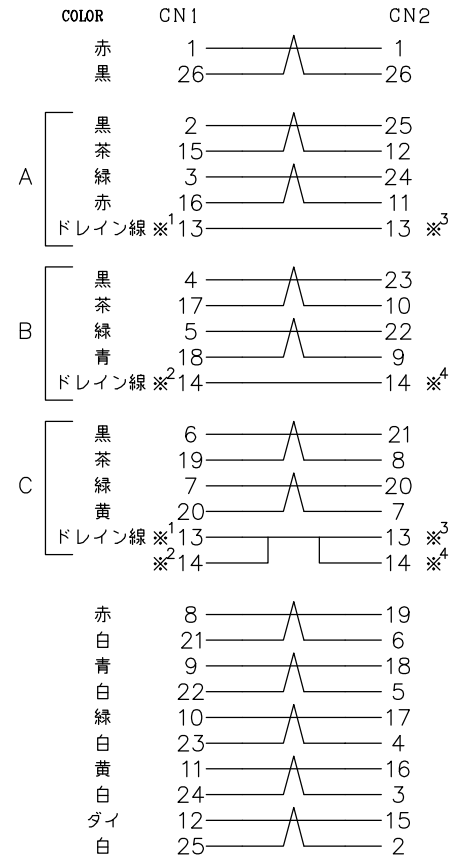 COLOR CN1 CN2
赤 1 1
黒 26 26
黒 2 25
茶 15 12
A 緑 3 24
赤 16 11
ドレイン線 ※1 13 13 ※3
黒 4 23
茶 17 10
B 緑 5 22
青 18 9
ドレイン線 ※2 14 14 ※4
黒 6 21
茶 19 8
C 緑 7 20
黄 20 7
ドレイン線 ※1 13 13 ※3
※2 14 14 ※4
赤 8 19
白 21 6
青 9 18
白 22 5
緑 10 17
白 23 4
黄 11 16
白 24 3
ダイ 12 15
白 25 2